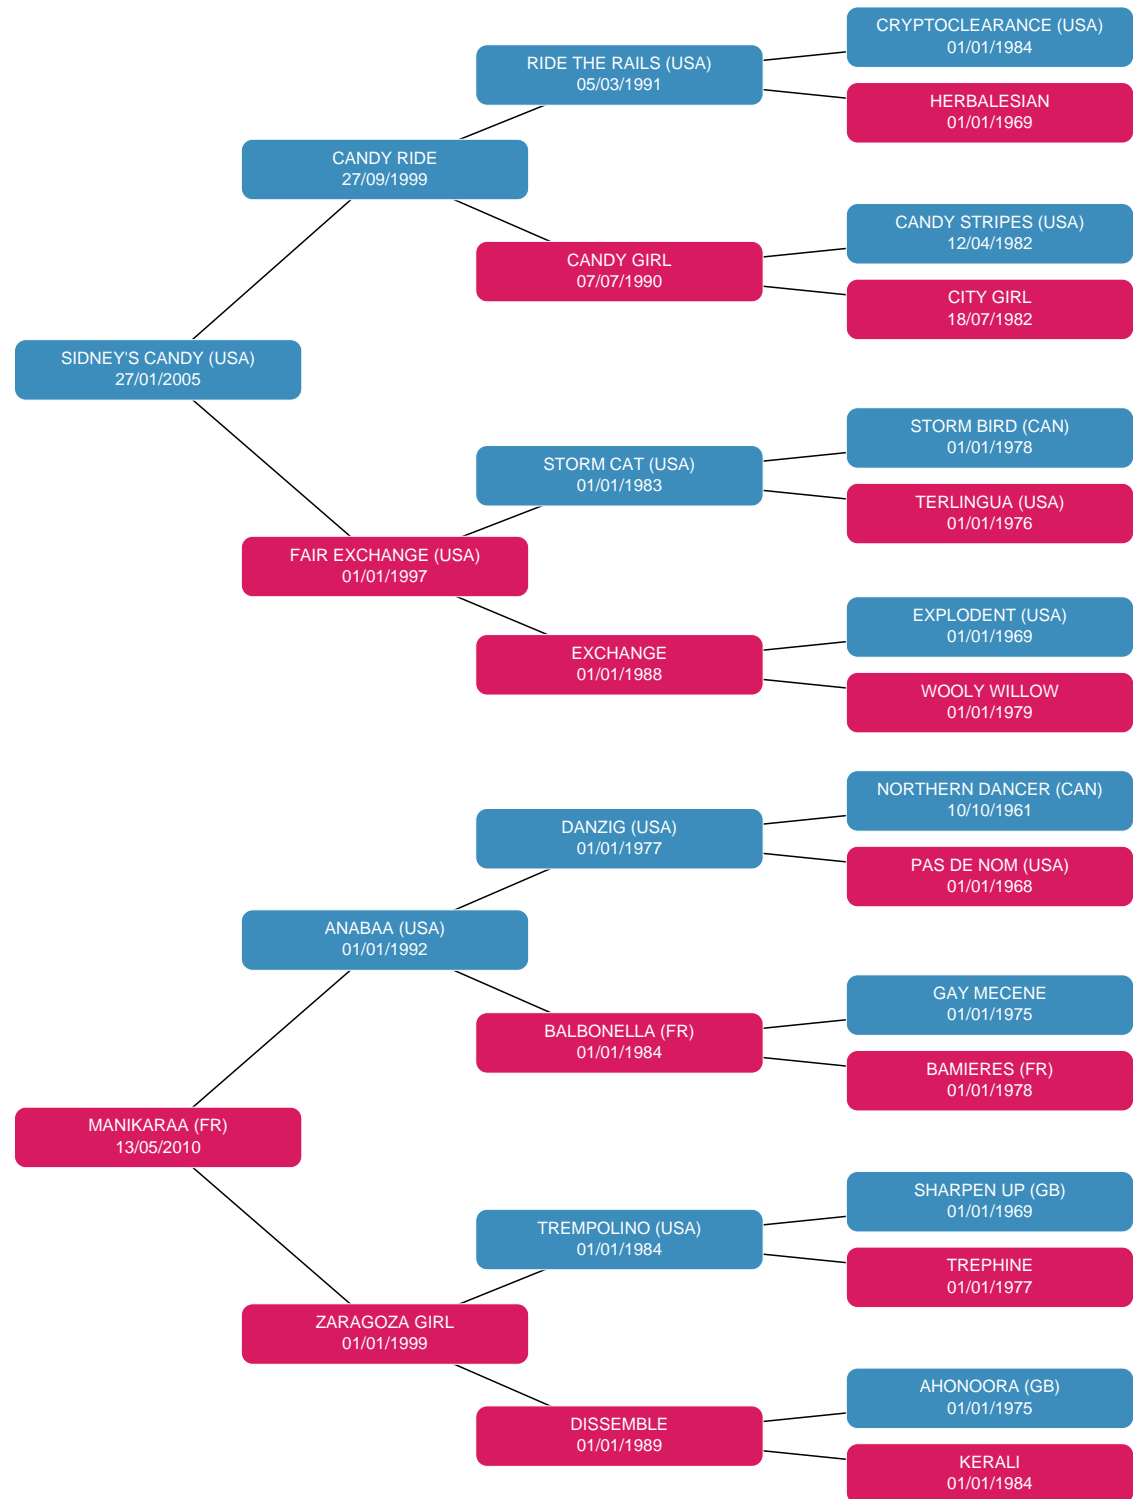 CRYPTOCLEARANCE (USA)
01/01/1984
RIDE THE RAILS (USA)
05/03/1991
HERBALESIAN
01/01/1969
CANDY RIDE
27/09/1999
CANDY STRIPES (USA)
12/04/1982
CANDY GIRL
07/07/1990
CITY GIRL
18/07/1982
SIDNEY'S CANDY (USA)
27/01/2005
STORM BIRD (CAN)
01/01/1978
STORM CAT (USA)
01/01/1983
TERLINGUA (USA)
01/01/1976
FAIR EXCHANGE (USA)
01/01/1997
EXPLODENT (USA)
01/01/1969
EXCHANGE
01/01/1988
WOOLY WILLOW
01/01/1979
NORTHERN DANCER (CAN)
10/10/1961
DANZIG (USA)
01/01/1977
PAS DE NOM (USA)
01/01/1968
ANABAA (USA)
01/01/1992
GAY MECENE
01/01/1975
BALBONELLA (FR)
01/01/1984
BAMIERES (FR)
01/01/1978
MANIKARAA (FR)
13/05/2010
SHARPEN UP (GB)
01/01/1969
TREMPOLINO (USA)
01/01/1984
TREPHINE
01/01/1977
ZARAGOZA GIRL
01/01/1999
AHONOORA (GB)
01/01/1975
DISSEMBLE
01/01/1989
KERALI
01/01/1984